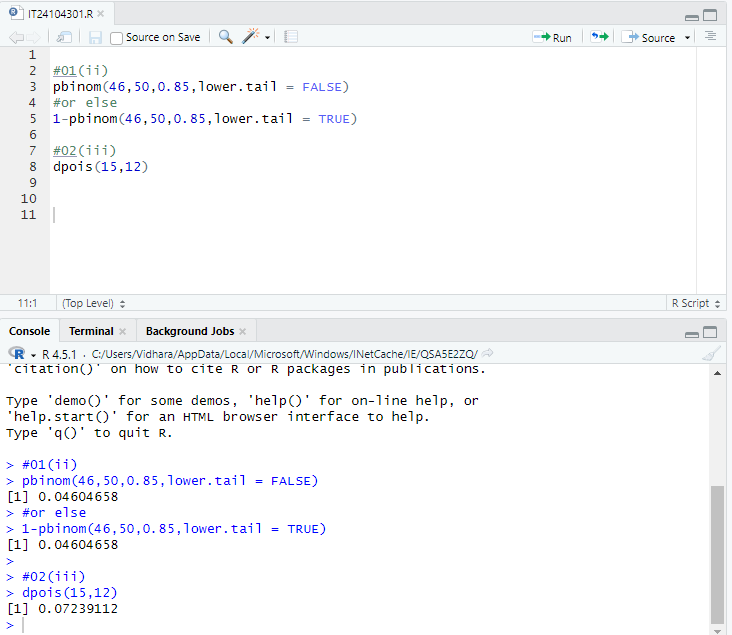 IT24104301.R
Source on Save
Run
Source
1
2 #01(ii)
3 pbinom(46,50,0.85,lower.tail = FALSE)
4 #or else
5 1-pbinom(46,50,0.85,lower.tail = TRUE)
6
7 #02(iii)
8 dpois(15,12)
9
10
11
11:1 (Top Level) R Script
Console Terminal Background Jobs
R R 4.5.1 · C:/Users/Vidhara/AppData/Local/Microsoft/Windows/INetCache/IE/QSA5E2ZQ/
'citation()' on how to cite R or R packages in publications.
Type 'demo()' for some demos, 'help()' for on-line help, or
'help.start()' for an HTML browser interface to help.
Type 'q()' to quit R.
> #01(ii)
> pbinom(46,50,0.85,lower.tail = FALSE)
[1] 0.04604658
> #or else
> 1-pbinom(46,50,0.85,lower.tail = TRUE)
[1] 0.04604658
>
> #02(iii)
> dpois(15,12)
[1] 0.07239112
>